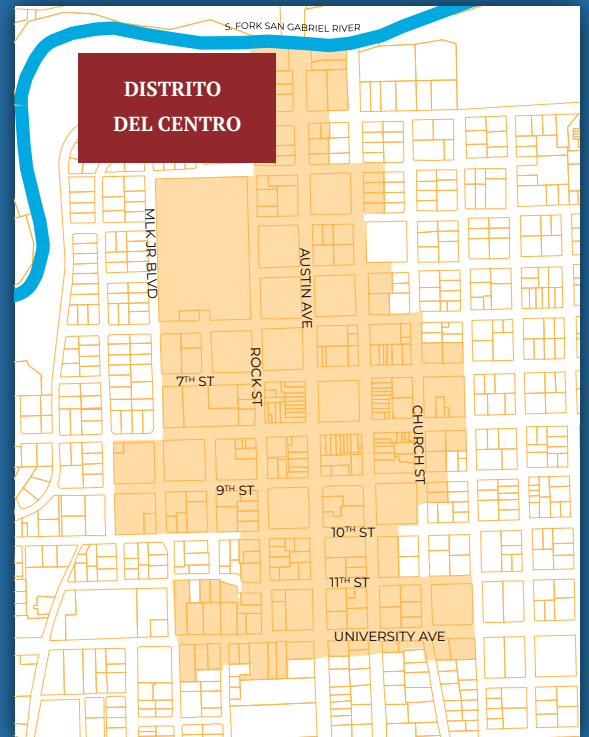 S. FORK SAN GABRIEL RIVER
DISTRITO
DEL CENTRO
MLK JR BLVD
AUSTIN AVE
ROCK ST
7TH ST
CHURCH ST
9TH ST
10TH ST
11TH ST
UNIVERSITY AVE